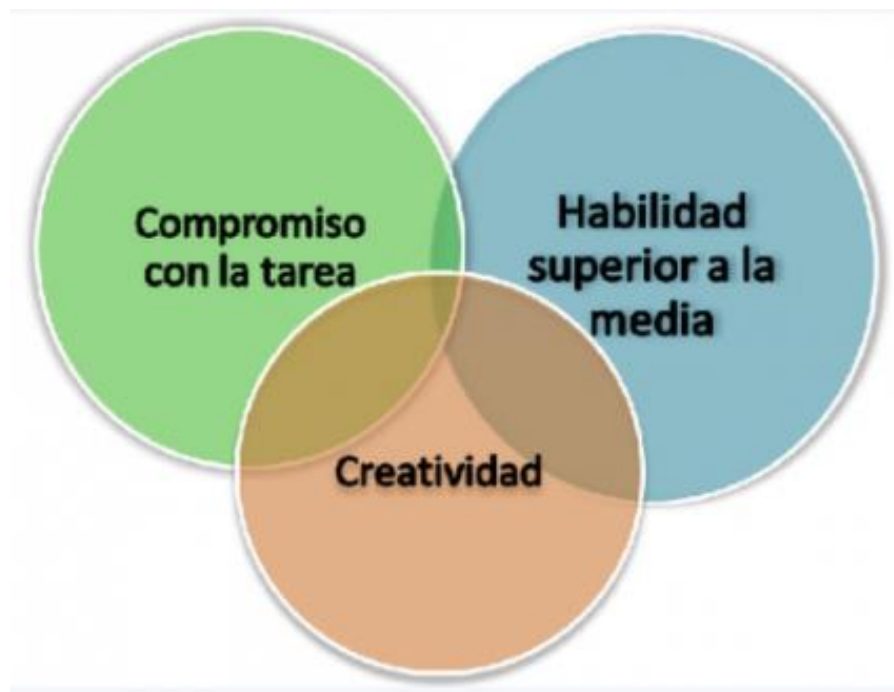 Compromiso
con la tarea
Habilidad
superior a la
media
Creatividad